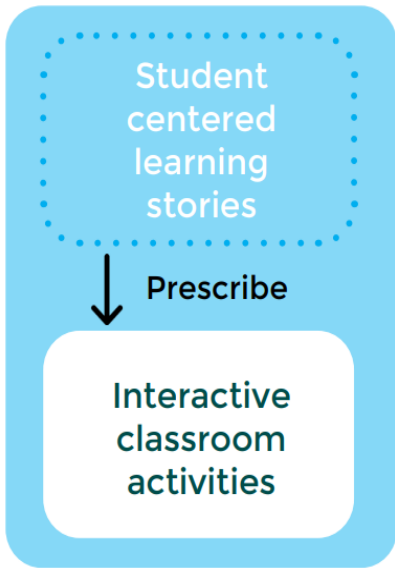 Student
centered
learning
stories
Prescribe
Interactive
classroom
activities